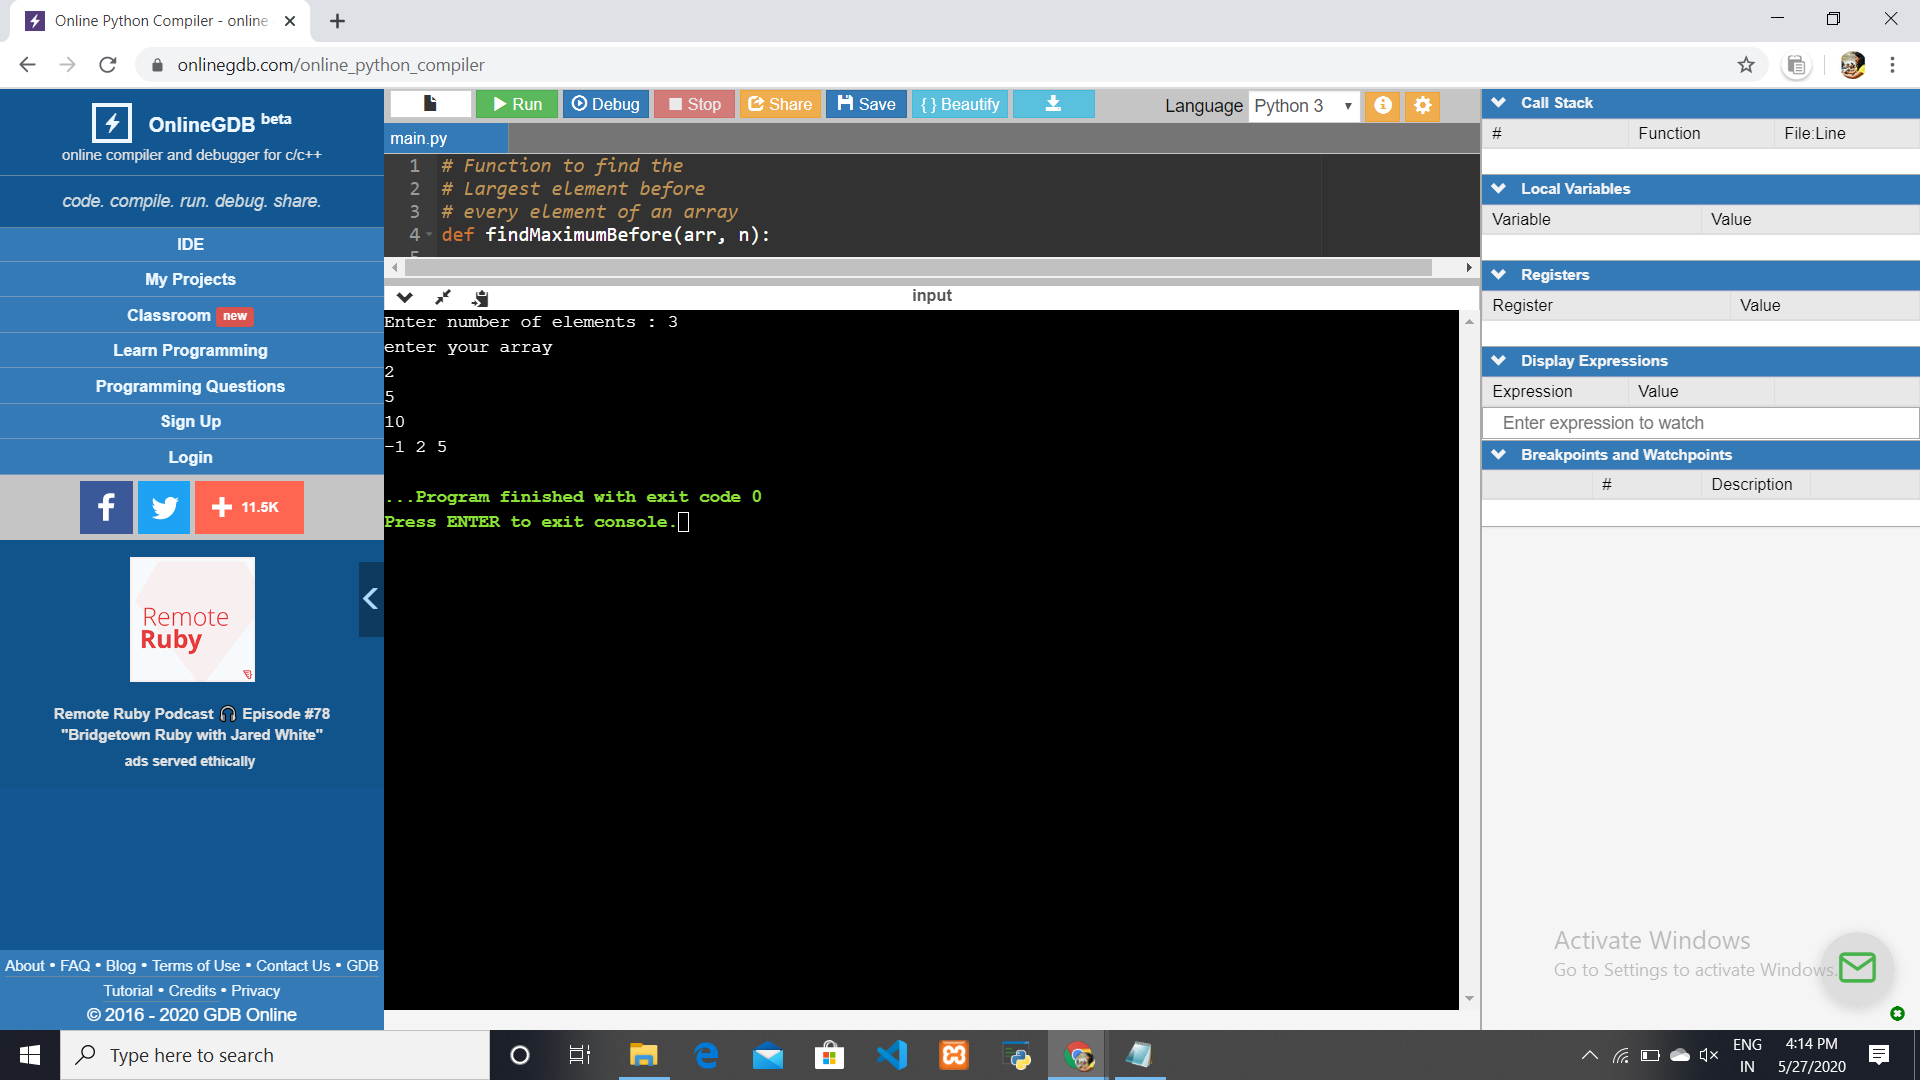 Online Python Compiler - online
onlinegdb.com/online_python_compiler
OnlineGDB beta
online compiler and debugger for c/c++
code. compile. run. debug. share.
IDE
My Projects
Classroom new
Learn Programming
Programming Questions
Sign Up
Login
11.5K
Remote
Ruby
Remote Ruby Podcast 🎧 Episode #78
"Bridgetown Ruby with Jared White"
ads served ethically
About • FAQ • Blog • Terms of Use • Contact Us • GDB
Tutorial • Credits • Privacy
© 2016 - 2020 GDB Online
Run Debug Stop Share Save { } Beautify Language Python 3
main.py
1 # Function to find the
2 # Largest element before
3 # every element of an array
4 def findMaximumBefore(arr, n):
input
Enter number of elements : 3
enter your array
2
5
10
-1 2 5
...Program finished with exit code 0
Press ENTER to exit console.
Call Stack
# Function File:Line
Local Variables
Variable Value
Registers
Register Value
Display Expressions
Expression Value
Enter expression to watch
Breakpoints and Watchpoints
# Description
Activate Windows
Go to Settings to activate Windows.
Type here to search
ENG
IN
4:14 PM
5/27/2020